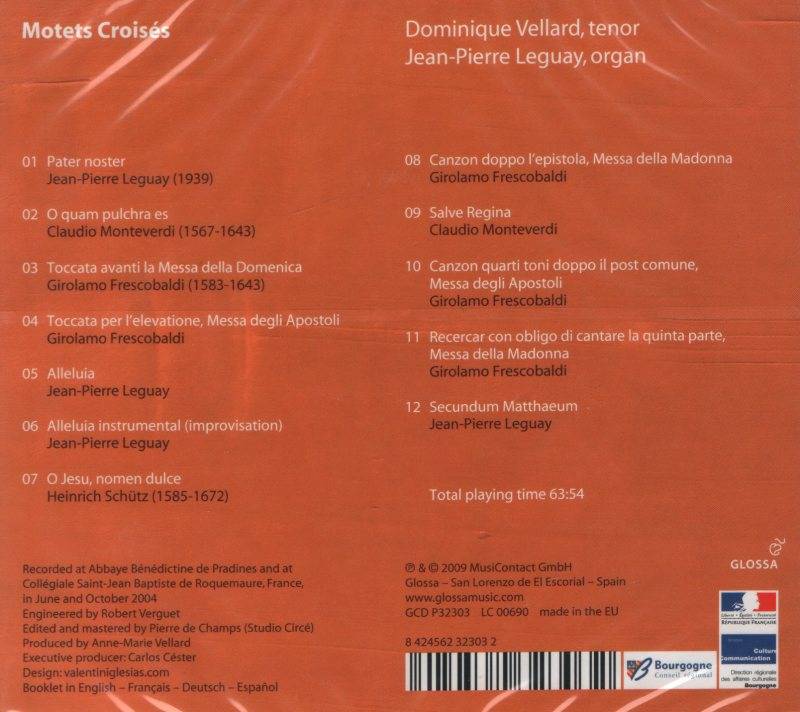 Motets Croisés
Dominique Vellard, tenor
Jean-Pierre Leguay, organ
01 Pater noster
Jean-Pierre Leguay (1939)
02 O quam pulchra es
Claudio Monteverdi (1567-1643)
03 Toccata avanti la Messa della Domenica
Girolamo Frescobaldi (1583-1643)
04 Toccata per l'elevatione, Messa degli Apostoli
Girolamo Frescobaldi
05 Alleluia
Jean-Pierre Leguay
06 Alleluia instrumental (improvisation)
Jean-Pierre Leguay
07 O Jesu, nomen dulce
Heinrich Schütz (1585-1672)
08 Canzon doppo l'epistola, Messa della Madonna
Girolamo Frescobaldi
09 Salve Regina
Claudio Monteverdi
10 Canzon quarti toni doppo il post comune,
Messa degli Apostoli
Girolamo Frescobaldi
11 Recercar con obligo di cantare la quinta parte,
Messa della Madonna
Girolamo Frescobaldi
12 Secundum Matthaeum
Jean-Pierre Leguay
Total playing time 63:54
Recorded at Abbaye Bénédictine de Pradines and at
Collégiale Saint-Jean Baptiste de Roquemaure, France,
in June and October 2004
Engineered by Robert Verguet
Edited and mastered by Pierre de Champs (Studio Circé)
Produced by Anne-Marie Vellard
Executive producer: Carlos Céster
Design: valentiniglesias.com
Booklet in English – Français – Deutsch – Español
℗ & © 2009 MusiContact GmbH
Glossa – San Lorenzo de El Escorial – Spain
www.glossamusic.com
GCD P32303 LC 00690 made in the EU
8 424562 32303 2
Bourgogne
Conseil régional
GLOSSA
Liberté • Égalité • Fraternité
RÉPUBLIQUE FRANÇAISE
Culture
Communication
Direction régionale
des affaires culturelles
Bourgogne